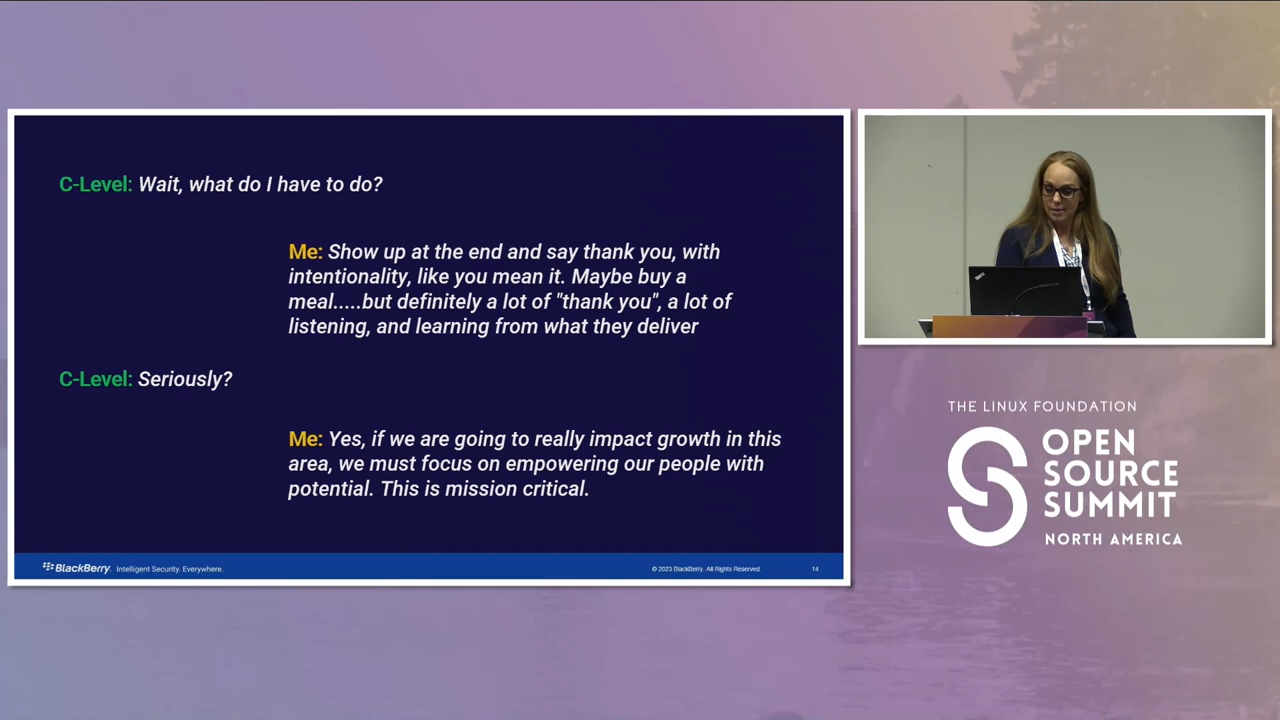 C-Level: Wait, what do I have to do?
Me: Show up at the end and say thank you, with
intentionality, like you mean it. Maybe buy a
meal.....but definitely a lot of "thank you", a lot of
listening, and learning from what they deliver
C-Level: Seriously?
Me: Yes, if we are going to really impact growth in this
area, we must focus on empowering our people with
potential. This is mission critical.
BlackBerry. Intelligent Security. Everywhere.
© 2023 BlackBerry. All Rights Reserved.
14
THE LINUX FOUNDATION
OPEN
SOURCE
SUMMIT
NORTH AMERICA